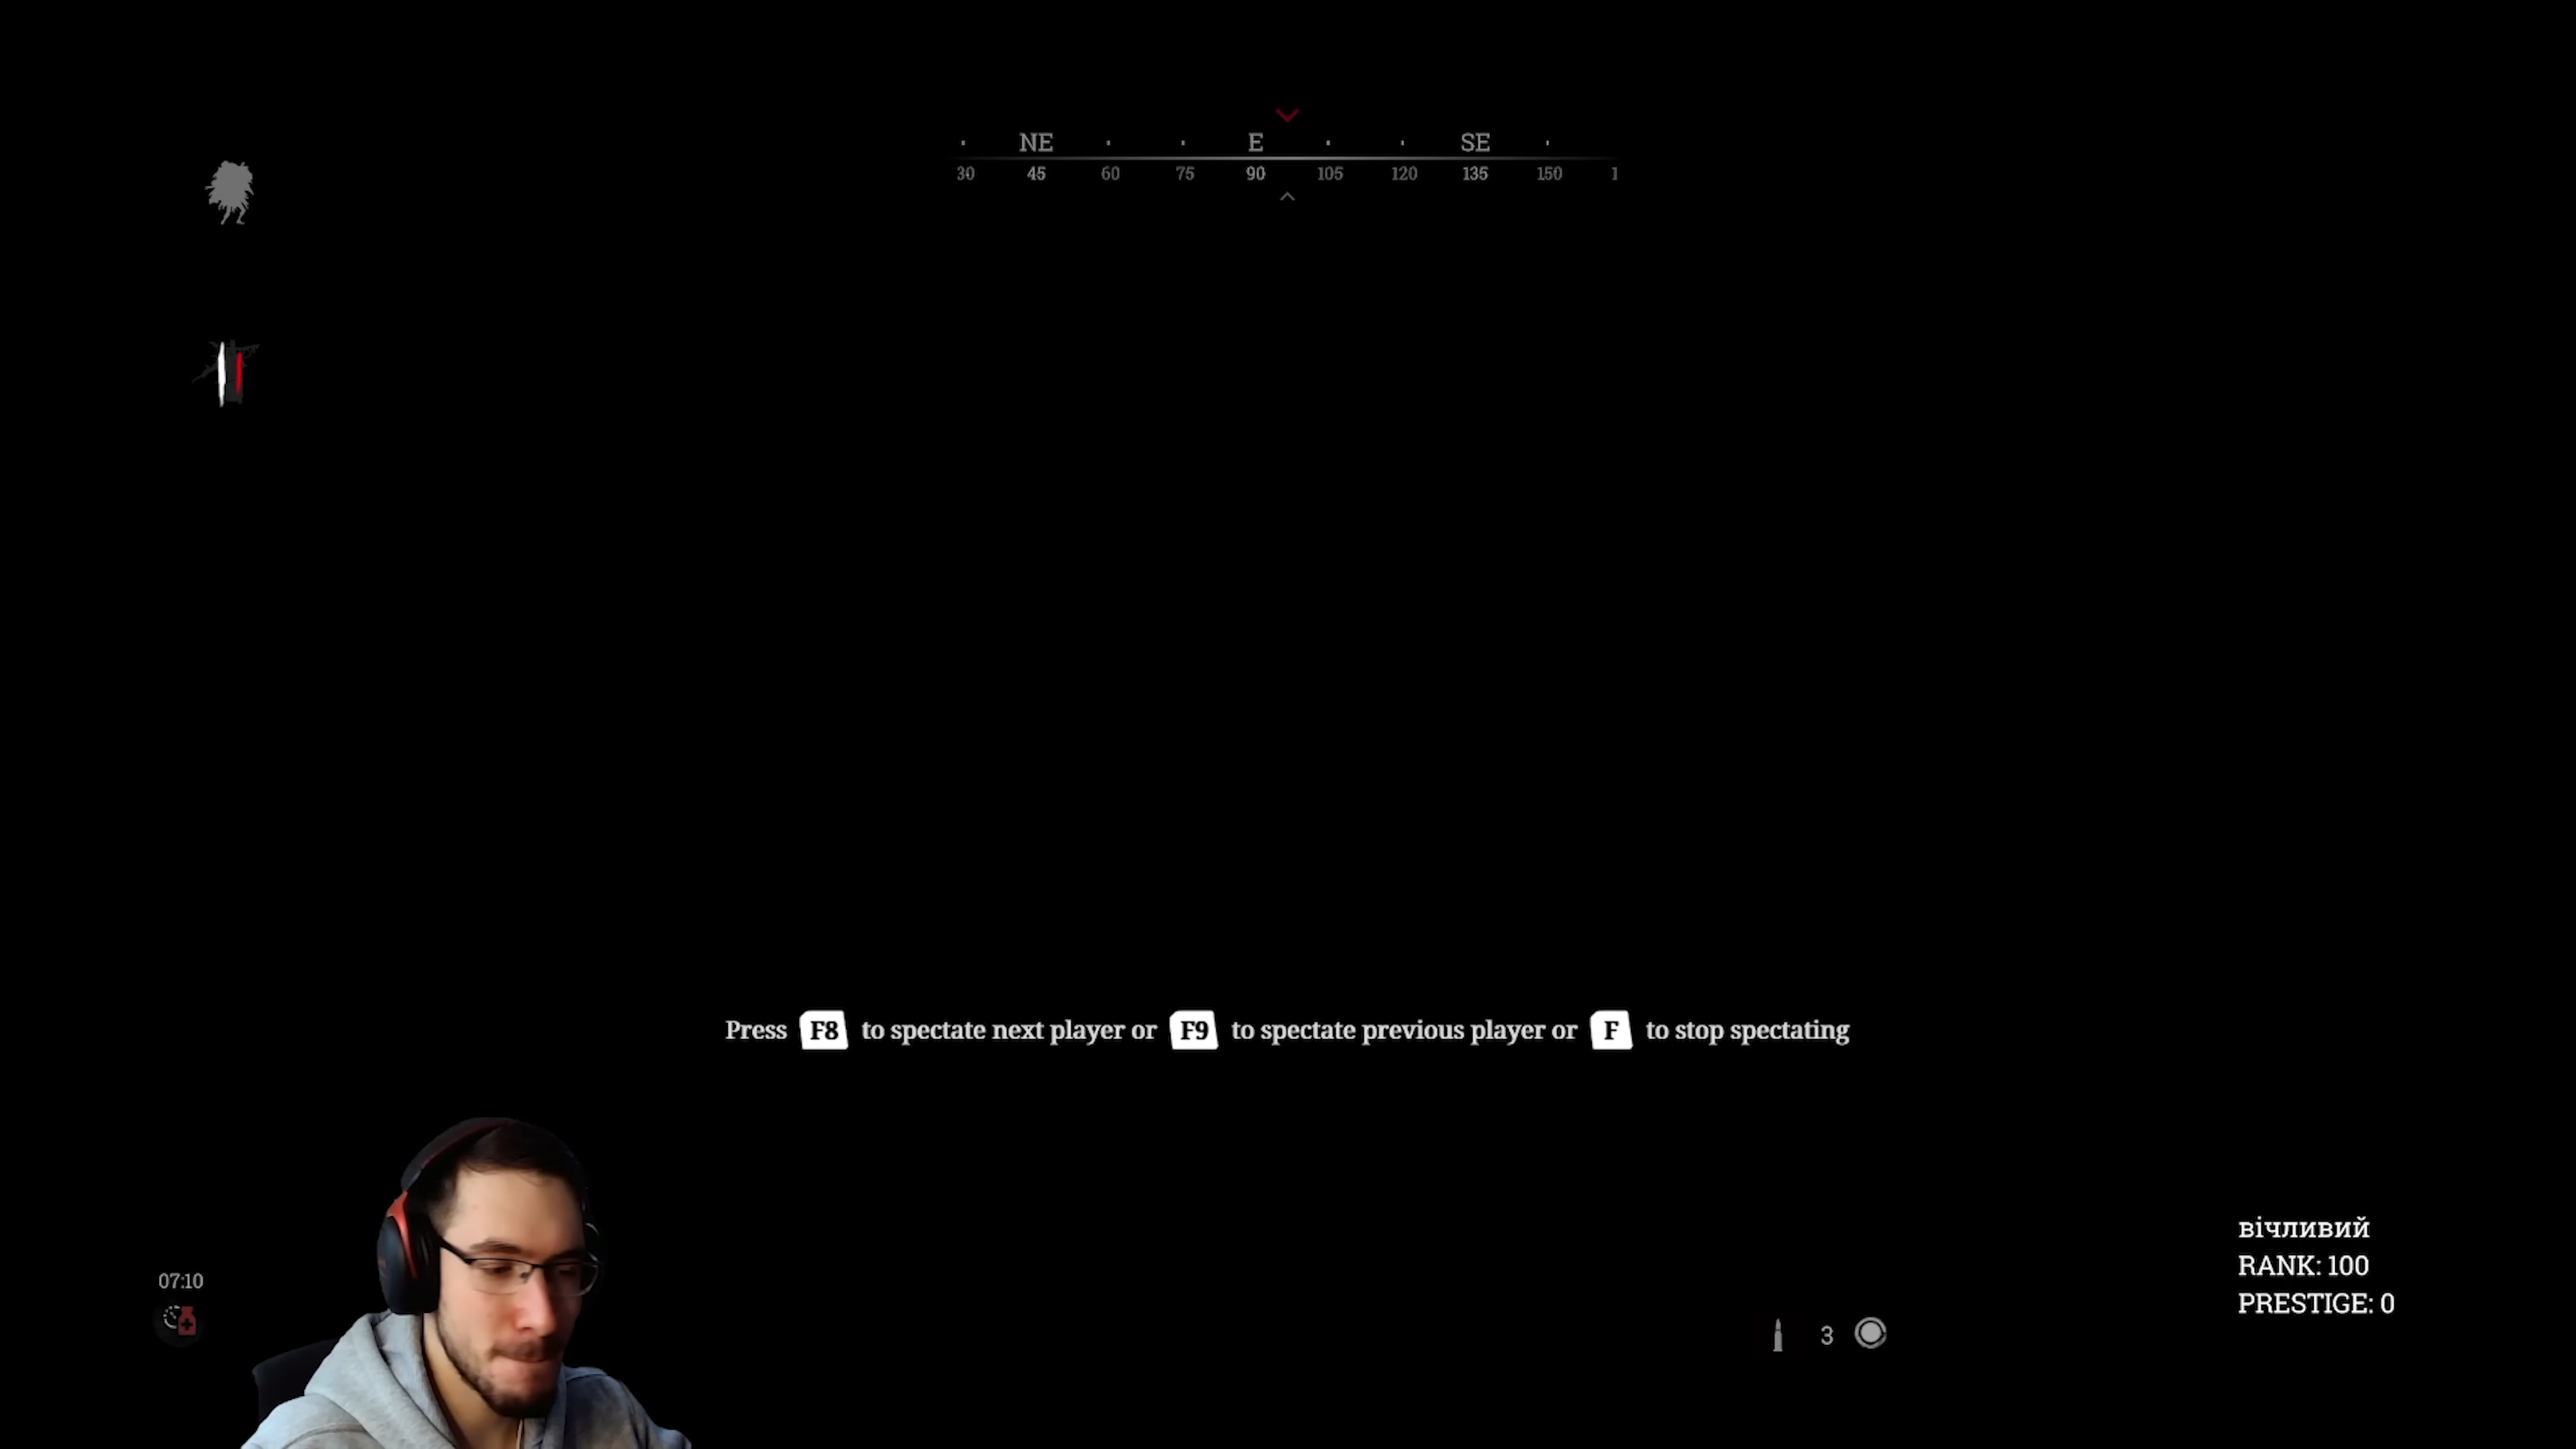 NE E SE
30 45 60 75 90 105 120 135 150
Press F8 to spectate next player or F9 to spectate previous player or F to stop spectating
вічливий
RANK: 100
PRESTIGE: 0
07:10
3